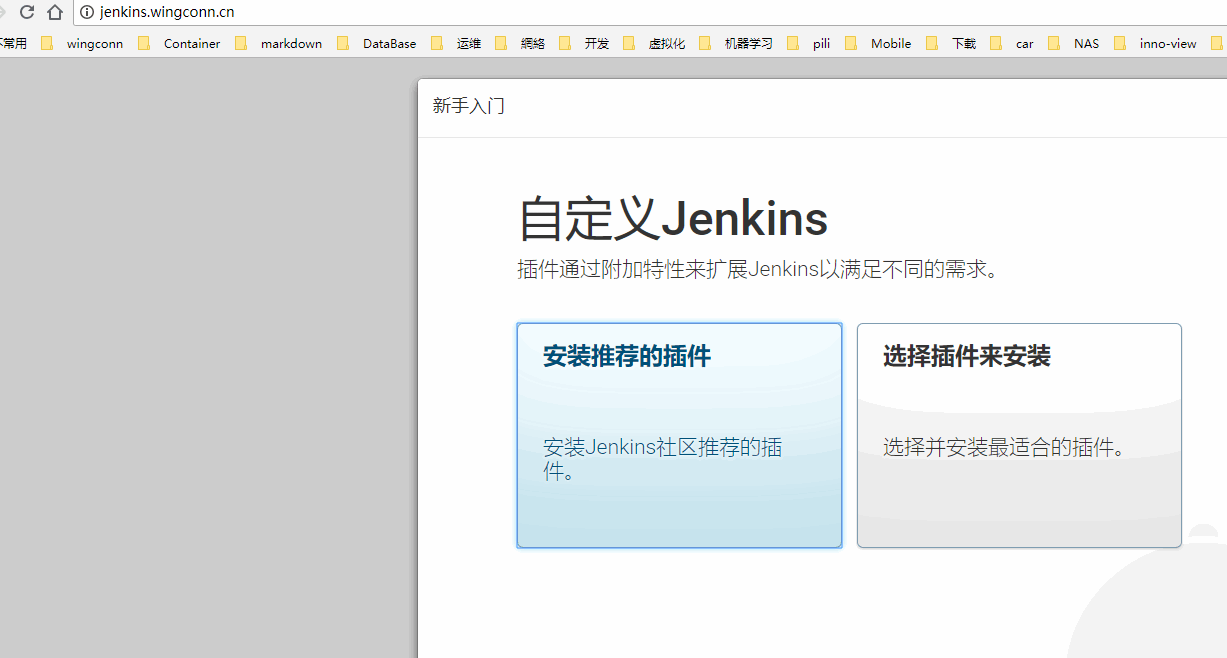 jenkins.wingconn.cn
常用 wingconn Container markdown DataBase 运维 網絡 开发 虚拟化 机器学习 pili Mobile 下載 car NAS inno-view
新手入门
自定义Jenkins
插件通过附加特性来扩展Jenkins以满足不同的需求。
安装推荐的插件
安装Jenkins社区推荐的插
件。
选择插件来安装
选择并安装最适合的插件。